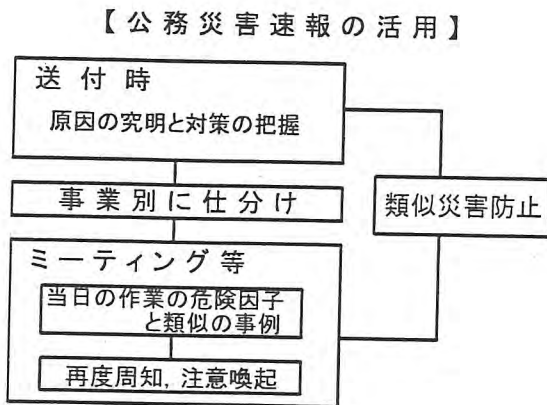 【公務災害速報の活用】
送付時
原因の究明と対策の把握
事業別に仕分け
類似災害防止
ミーティング等
当日の作業の危険因子
と類似の事例
再度周知,注意喚起